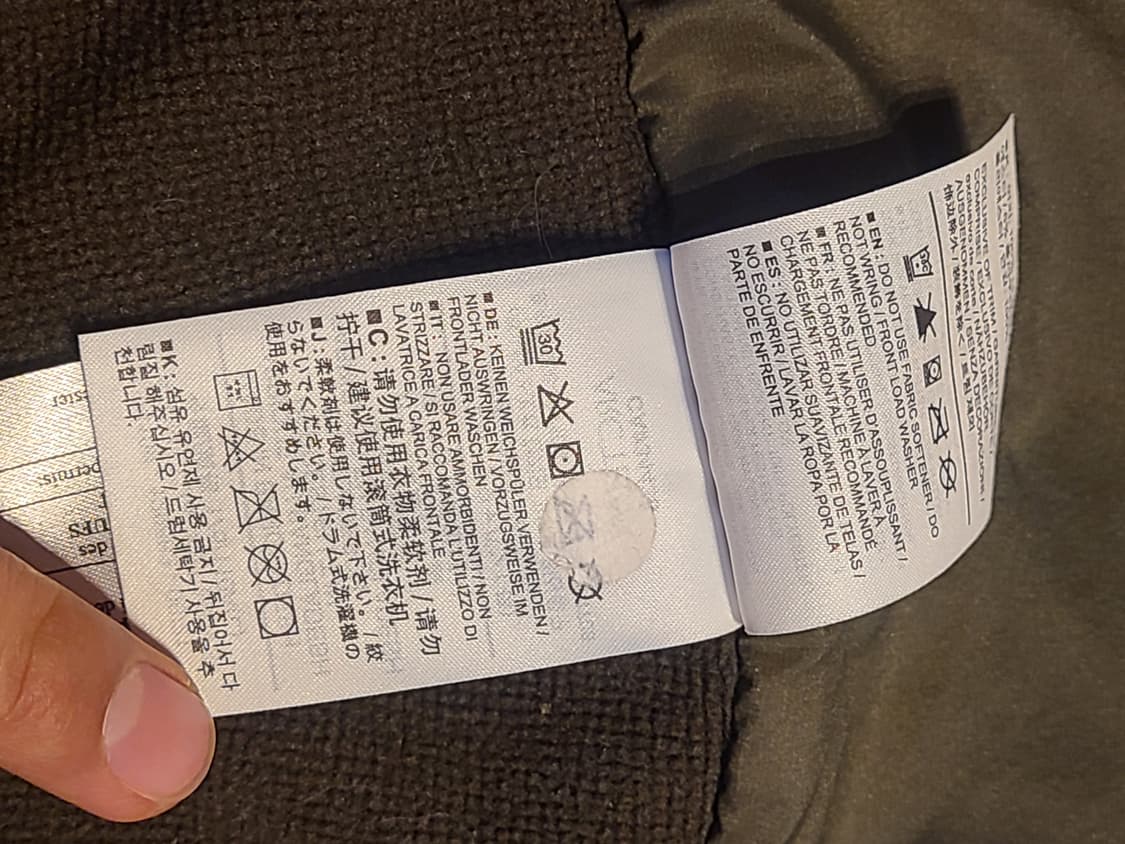 EXCLUSIVE OF TRIM /
■ EN : DO NOT USE FABRIC SOFTENER / DO
NOT WRING / FRONT LOAD WASHER
RECOMMENDED
■ FR : NE PAS UTILISER D'ASSOUPLISSANT /
NE PAS TORDRE / MACHINE À LAVER À
CHARGEMENT FRONTALE RECOMMANDÉ
■ ES : NO UTILIZAR SUAVIZANTE DE TELAS /
NO ESCURRIR / LAVAR LA ROPA POR LA
PARTE DE ENFRENTE
30
■ DE : KEINEN WEICHSPÜLER VERWENDEN /
NICHT AUSWRINGEN / VORZUGSWEISE IM
FRONTLADER WASCHEN
■ IT : NON USARE AMMORBIDENTI / NON
STRIZZARE / SI RACCOMANDA L'UTILIZZO DI
LAVATRICE A CARICA FRONTALE
■ C : 请勿使用衣物柔软剂 / 请勿
拧干 / 建议使用滚筒式洗衣机
■ J : 柔軟剤は使用しないで下さい。 / 絞
らないでください。 / ドラム式洗濯機の
使用をおすすめします。
■ K : 섬유 유연제 사용 금지 / 뒤집어서 다
림질 해주십시오 / 드럼세탁기 사용을 추
천합니다.